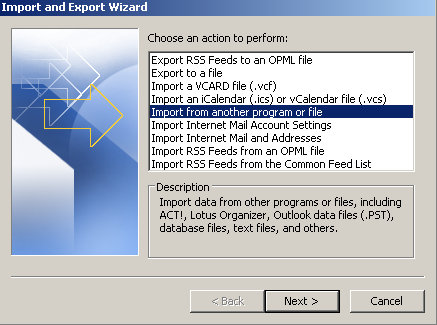 Import and Export Wizard
Choose an action to perform:
Export RSS Feeds to an OPML file
Export to a file
Import a VCARD file (.vcf)
Import an iCalendar (.ics) or vCalendar file (.vcs)
Import from another program or file
Import Internet Mail Account Settings
Import Internet Mail and Addresses
Import RSS Feeds from an OPML file
Import RSS Feeds from the Common Feed List
Description
Import data from other programs or files, including
ACT!, Lotus Organizer, Outlook data files (.PST),
database files, text files, and others.
< Back
Next >
Cancel